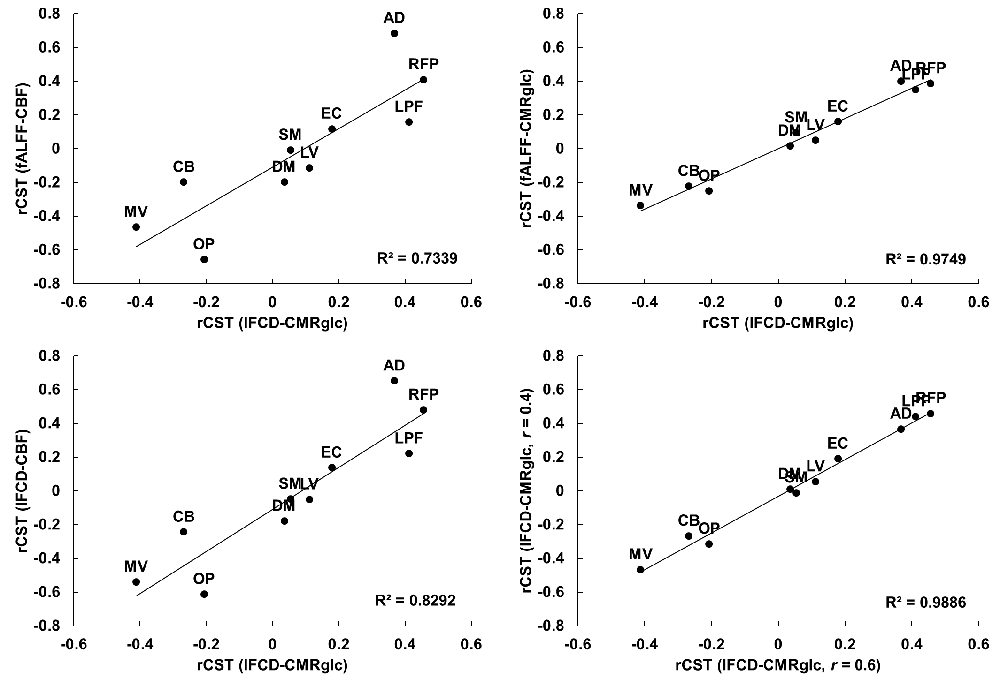 0.8
0.6
0.4
0.2
0
-0.2
-0.4
-0.6
-0.8
rCST (fALFF-CBF)
AD
RFP
LPF
EC
SM
LV
DM
CB
MV
OP
R² = 0.7339
-0.6 -0.4 -0.2 0 0.2 0.4 0.6
rCST (lFCD-CMRglc)
0.8
0.6
0.4
0.2
0
-0.2
-0.4
-0.6
-0.8
rCST (fALFF-CMRglc)
AD RFP
LPF
EC
SM
LV
DM
CB
OP
MV
R² = 0.9749
-0.6 -0.4 -0.2 0 0.2 0.4 0.6
rCST (lFCD-CMRglc)
0.8
0.6
0.4
0.2
0
-0.2
-0.4
-0.6
-0.8
rCST (lFCD-CBF)
AD
RFP
LPF
EC
SM LV
DM
CB
MV
OP
R² = 0.8292
-0.6 -0.4 -0.2 0 0.2 0.4 0.6
rCST (lFCD-CMRglc)
0.8
0.6
0.4
0.2
0
-0.2
-0.4
-0.6
-0.8
rCST (lFCD-CMRglc, r = 0.4)
LPF RFP
AD
EC
LV
DM
SM
CB
OP
MV
R² = 0.9886
-0.6 -0.4 -0.2 0 0.2 0.4 0.6
rCST (lFCD-CMRglc, r = 0.6)